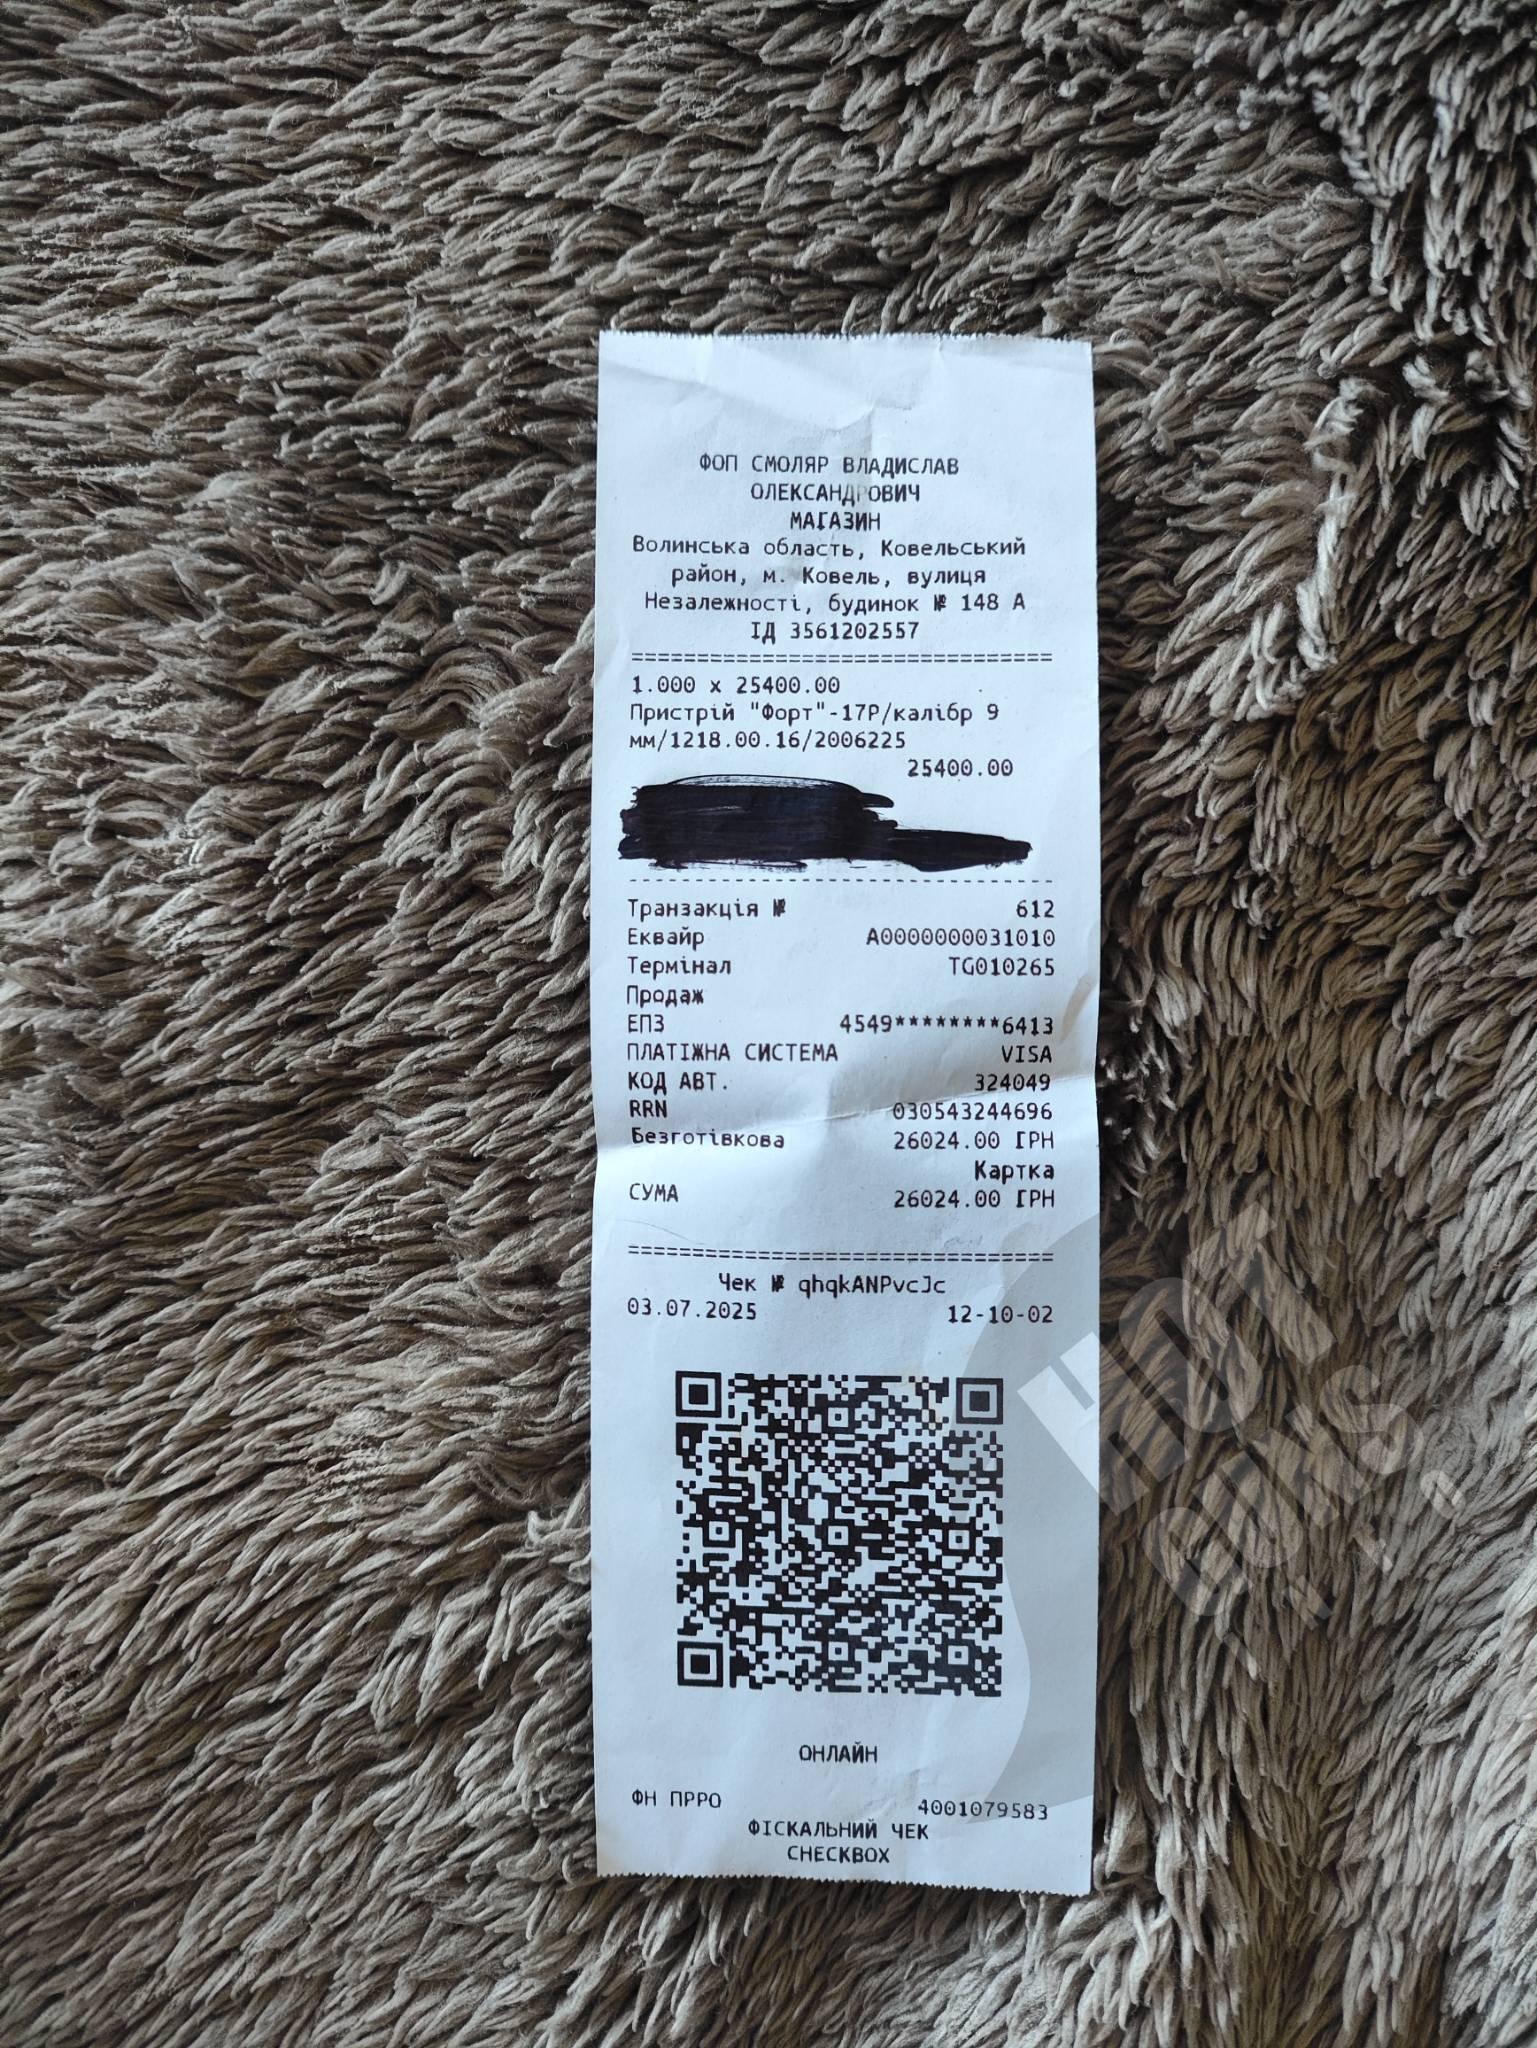 ФОП СМОЛЯР ВЛАДИСЛАВ
ОЛЕКСАНДРОВИЧ
МАГАЗИН
Волинська область, Ковельський
район, м. Ковель, вулиця
Незалежності, будинок № 148 А
ІД 3561202557
1.000 x 25400.00
Пристрій "Форт"-17Р/калібр 9
мм/1218.00.16/2006225
25400.00
Транзакція № 612
Еквайр A0000000031010
Термінал TG010265
Продаж
ЕПЗ 4549********6413
ПЛАТІЖНА СИСТЕМА VISA
КОД АВТ. 324049
RRN 030543244696
Безготівкова 26024.00 ГРН
Картка
СУМА 26024.00 ГРН
Чек № qhqkANPvcJc
03.07.2025 12-10-02
HOT
GUNS
ОНЛАЙН
ФН ПРРО 4001079583
ФІСКАЛЬНИЙ ЧЕК
CHECKBOX